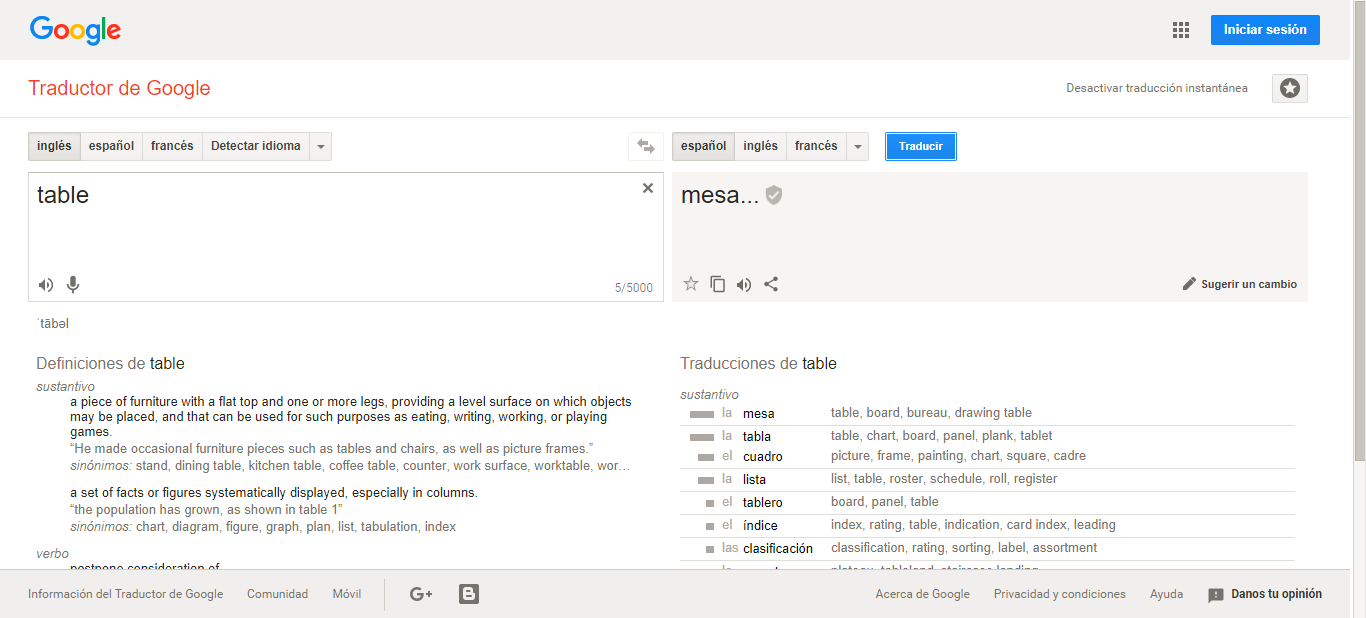 Google
Iniciar sesión
Traductor de Google
Desactivar traducción instantánea
inglés español francés Detectar idioma
español inglés francés Traducir
table
mesa...
5/5000
Sugerir un cambio
ˈtābəl
Definiciones de table
sustantivo
a piece of furniture with a flat top and one or more legs, providing a level surface on which objects
may be placed, and that can be used for such purposes as eating, writing, working, or playing
games.
“He made occasional furniture pieces such as tables and chairs, as well as picture frames.”
sinónimos: stand, dining table, kitchen table, coffee table, counter, work surface, worktable, wor…
a set of facts or figures systematically displayed, especially in columns.
“the population has grown, as shown in table 1”
sinónimos: chart, diagram, figure, graph, plan, list, tabulation, index
verbo
postpone consideration of
Traducciones de table
sustantivo
la mesa table, board, bureau, drawing table
la tabla table, chart, board, panel, plank, tablet
el cuadro picture, frame, painting, chart, square, cadre
la lista list, table, roster, schedule, roll, register
el tablero board, panel, table
el índice index, rating, table, indication, card index, leading
las clasificación classification, rating, sorting, label, assortment
plateau, tableland, staircase landing
Información del Traductor de Google Comunidad Móvil G+ B
Acerca de Google Privacidad y condiciones Ayuda Danos tu opinión